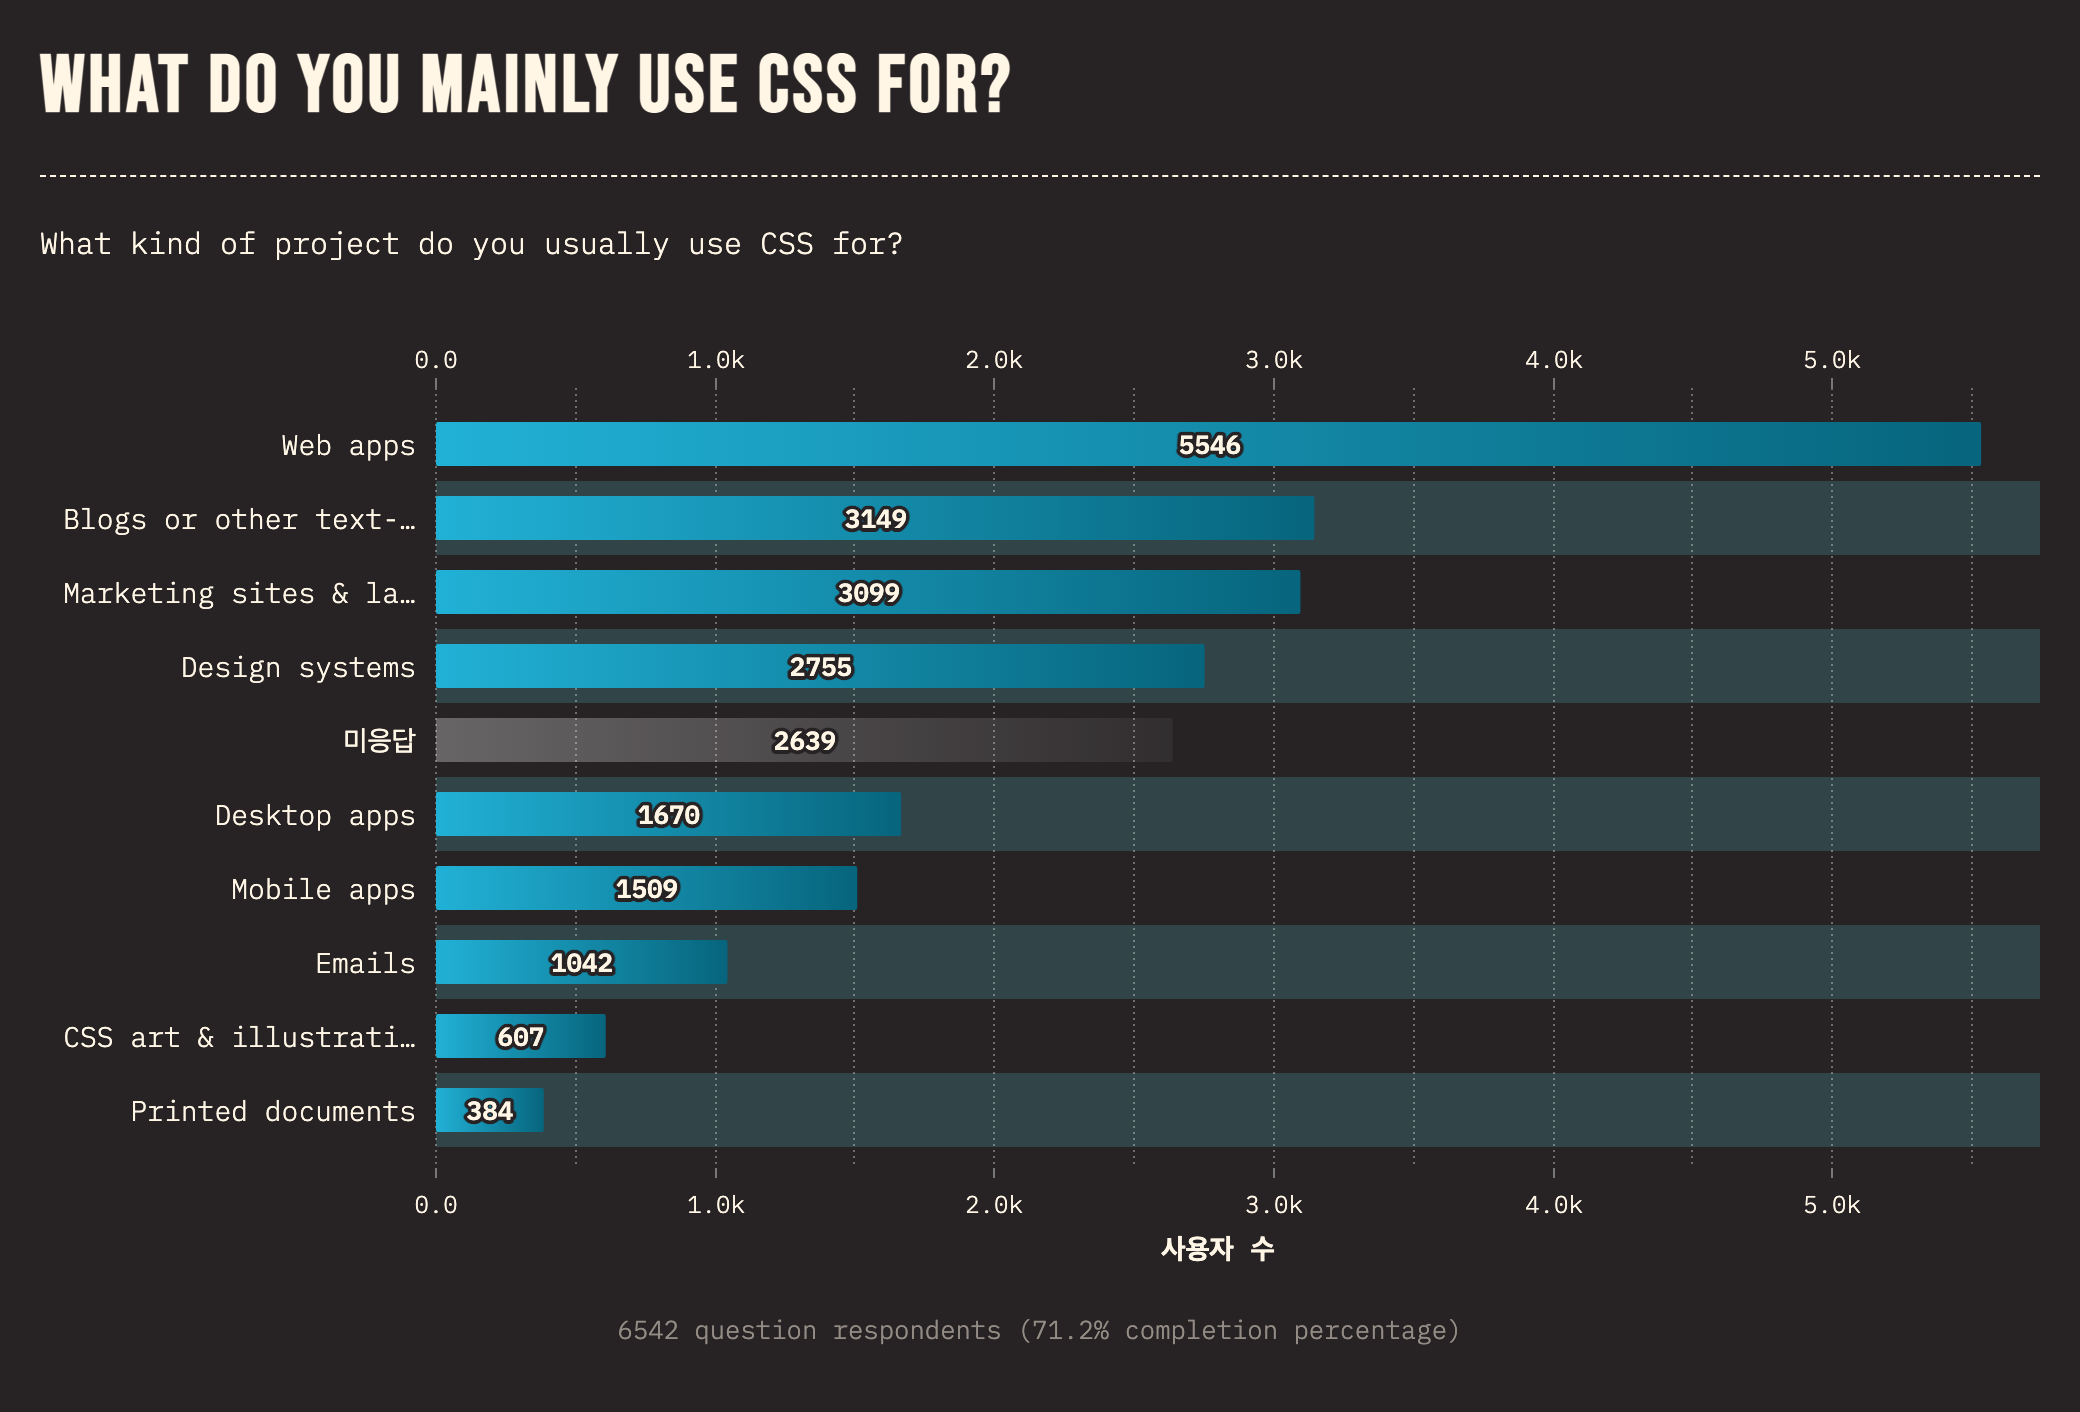 WHAT DO YOU MAINLY USE CSS FOR?
What kind of project do you usually use CSS for?
0.0 1.0k 2.0k 3.0k 4.0k 5.0k
Web apps 5546
Blogs or other text-… 3149
Marketing sites & la… 3099
Design systems 2755
미응답 2639
Desktop apps 1670
Mobile apps 1509
Emails 1042
CSS art & illustrati… 607
Printed documents 384
0.0 1.0k 2.0k 3.0k 4.0k 5.0k
사용자 수
6542 question respondents (71.2% completion percentage)